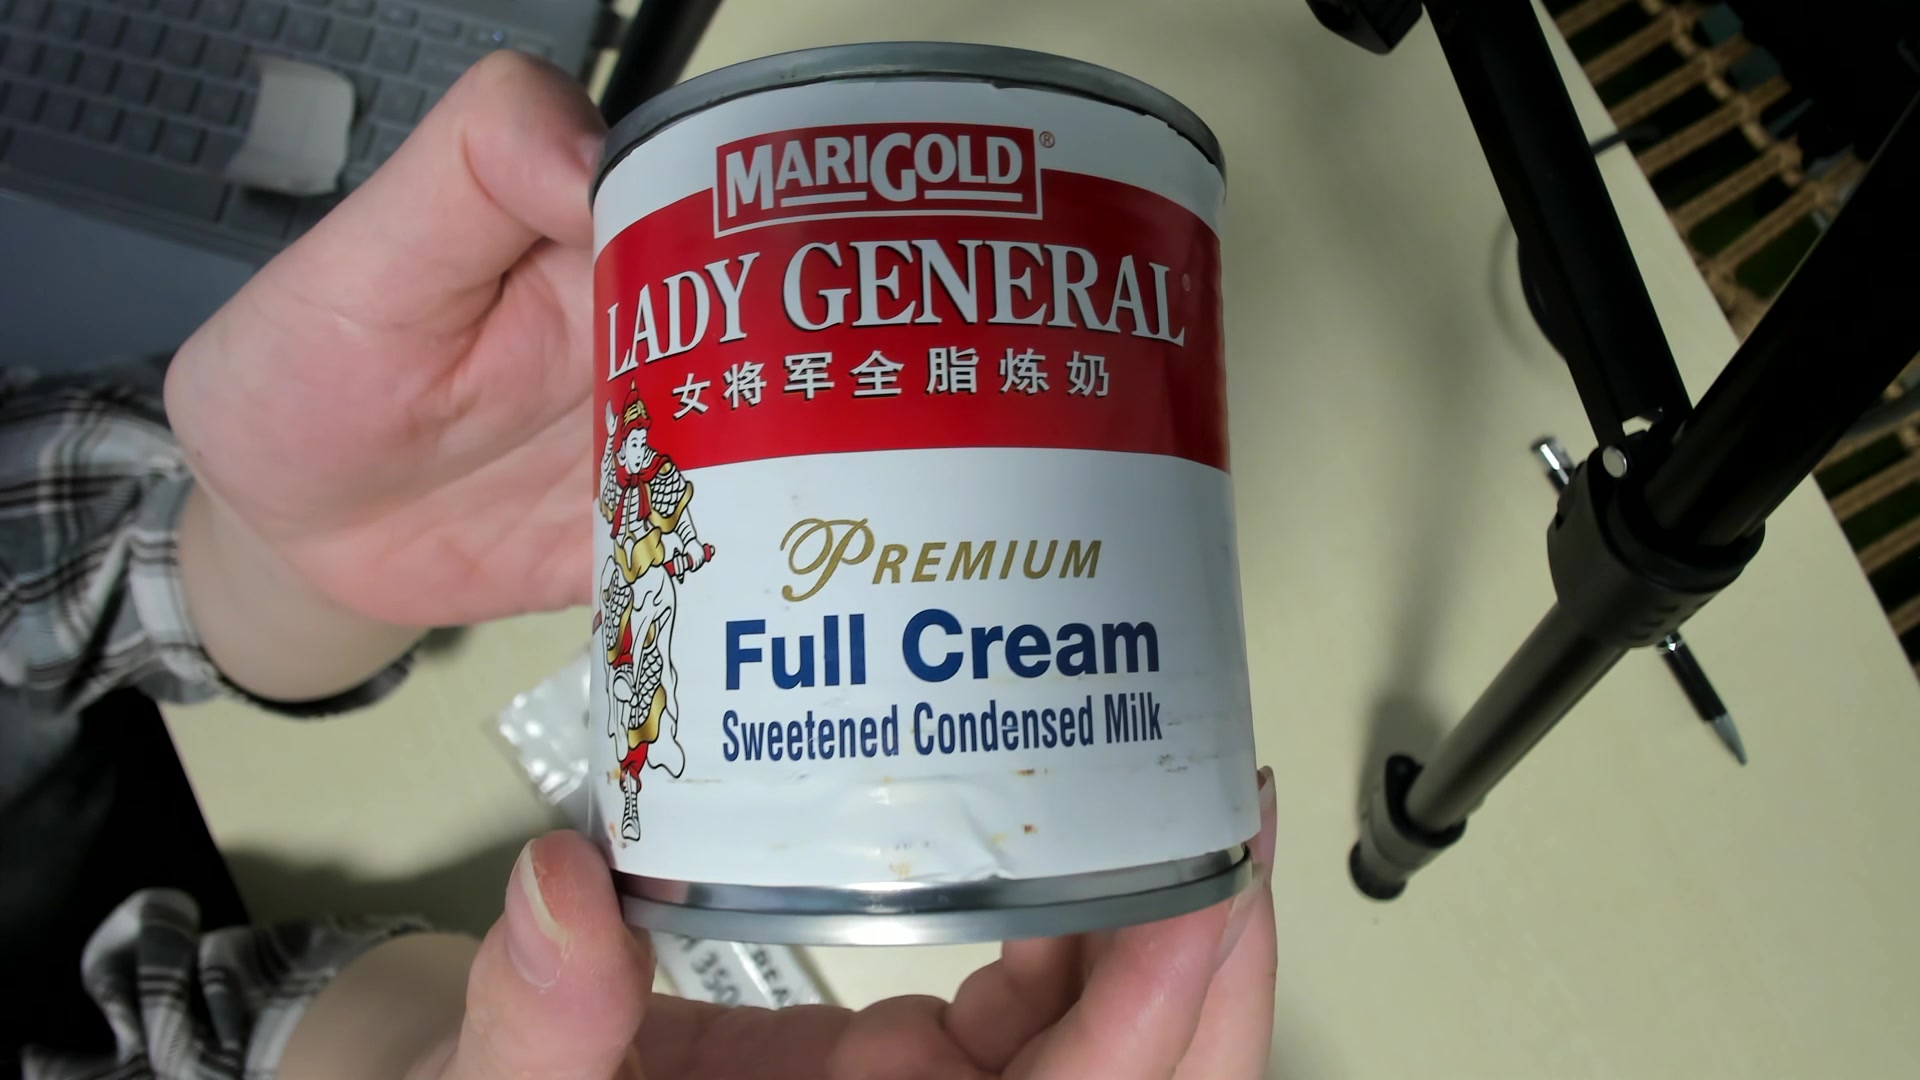 MARIGOLD®
LADY GENERAL
女将军全脂炼奶
PREMIUM
Full Cream
Sweetened Condensed Milk